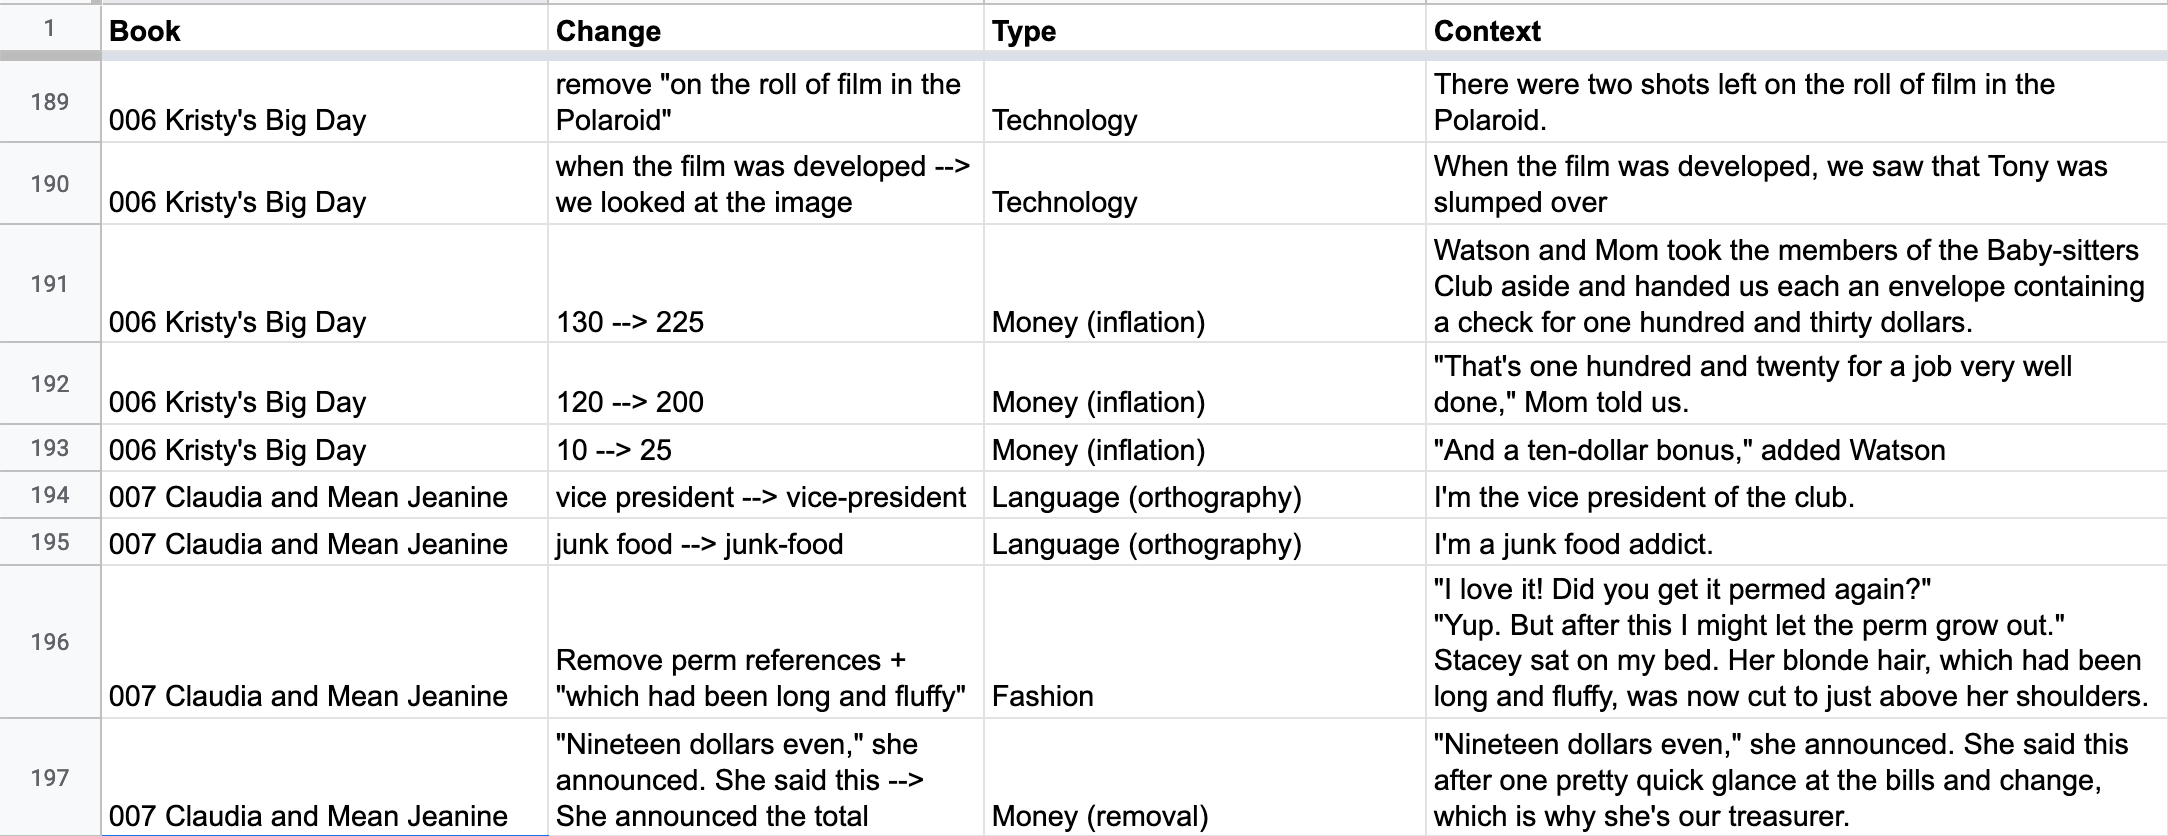 1 Book Change Type Context
189 006 Kristy's Big Day remove "on the roll of film in the Polaroid" Technology There were two shots left on the roll of film in the Polaroid.
190 006 Kristy's Big Day when the film was developed --> we looked at the image Technology When the film was developed, we saw that Tony was slumped over
191 006 Kristy's Big Day 130 --> 225 Money (inflation) Watson and Mom took the members of the Baby-sitters Club aside and handed us each an envelope containing a check for one hundred and thirty dollars.
192 006 Kristy's Big Day 120 --> 200 Money (inflation) "That's one hundred and twenty for a job very well done," Mom told us.
193 006 Kristy's Big Day 10 --> 25 Money (inflation) "And a ten-dollar bonus," added Watson
194 007 Claudia and Mean Jeanine vice president --> vice-president Language (orthography) I'm the vice president of the club.
195 007 Claudia and Mean Jeanine junk food --> junk-food Language (orthography) I'm a junk food addict.
196 007 Claudia and Mean Jeanine Remove perm references + "which had been long and fluffy" Fashion "I love it! Did you get it permed again?"
"Yup. But after this I might let the perm grow out."
Stacey sat on my bed. Her blonde hair, which had been long and fluffy, was now cut to just above her shoulders.
197 007 Claudia and Mean Jeanine "Nineteen dollars even," she announced. She said this --> She announced the total Money (removal) "Nineteen dollars even," she announced. She said this after one pretty quick glance at the bills and change, which is why she's our treasurer.